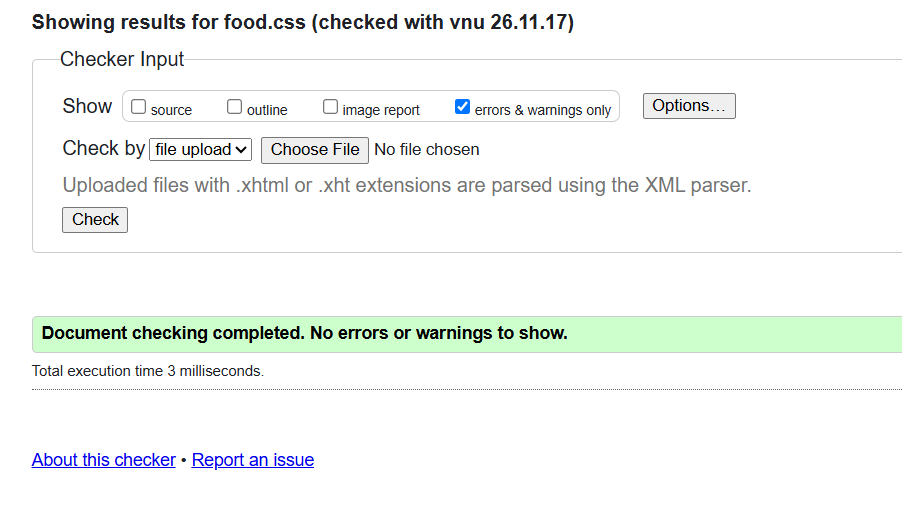 Showing results for food.css (checked with vnu 26.11.17)
Checker Input
Show source outline image report errors & warnings only Options…
Check by file upload Choose File No file chosen
Uploaded files with .xhtml or .xht extensions are parsed using the XML parser.
Check
Document checking completed. No errors or warnings to show.
Total execution time 3 milliseconds.
About this checker • Report an issue